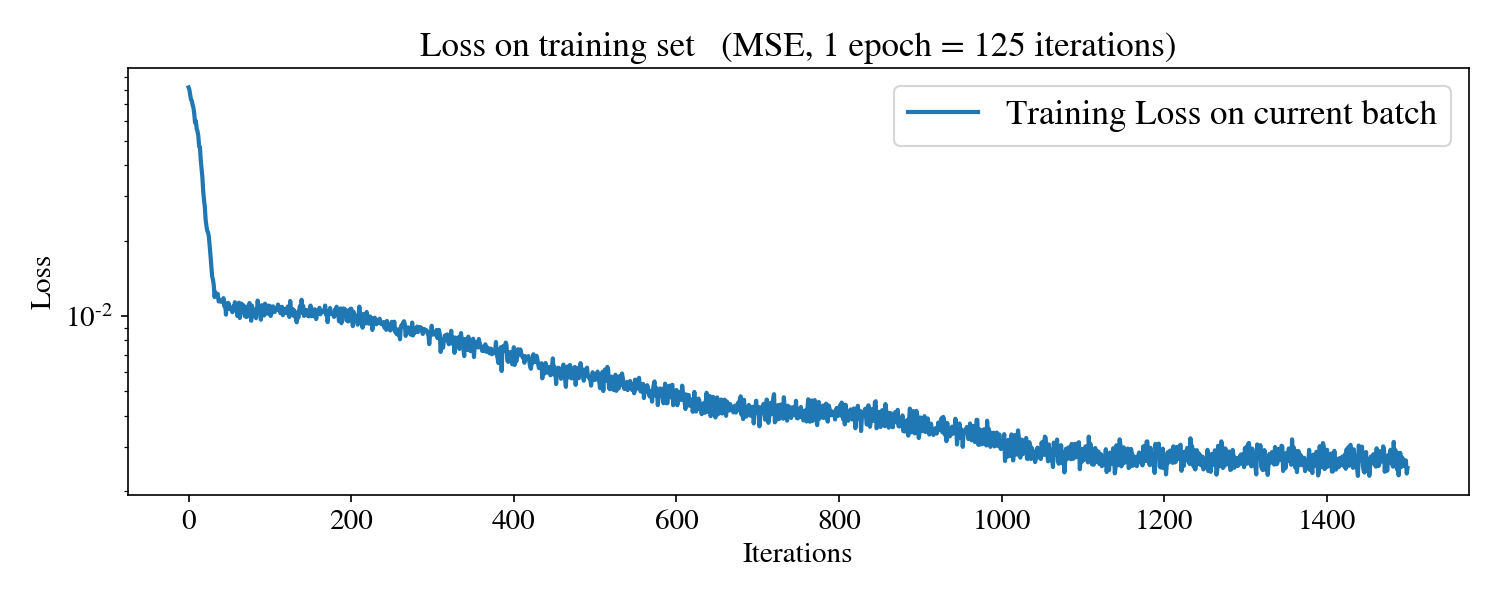 Loss on training set (MSE, 1 epoch = 125 iterations)
Training Loss on current batch
Loss
10-2
0 200 400 600 800 1000 1200 1400
Iterations